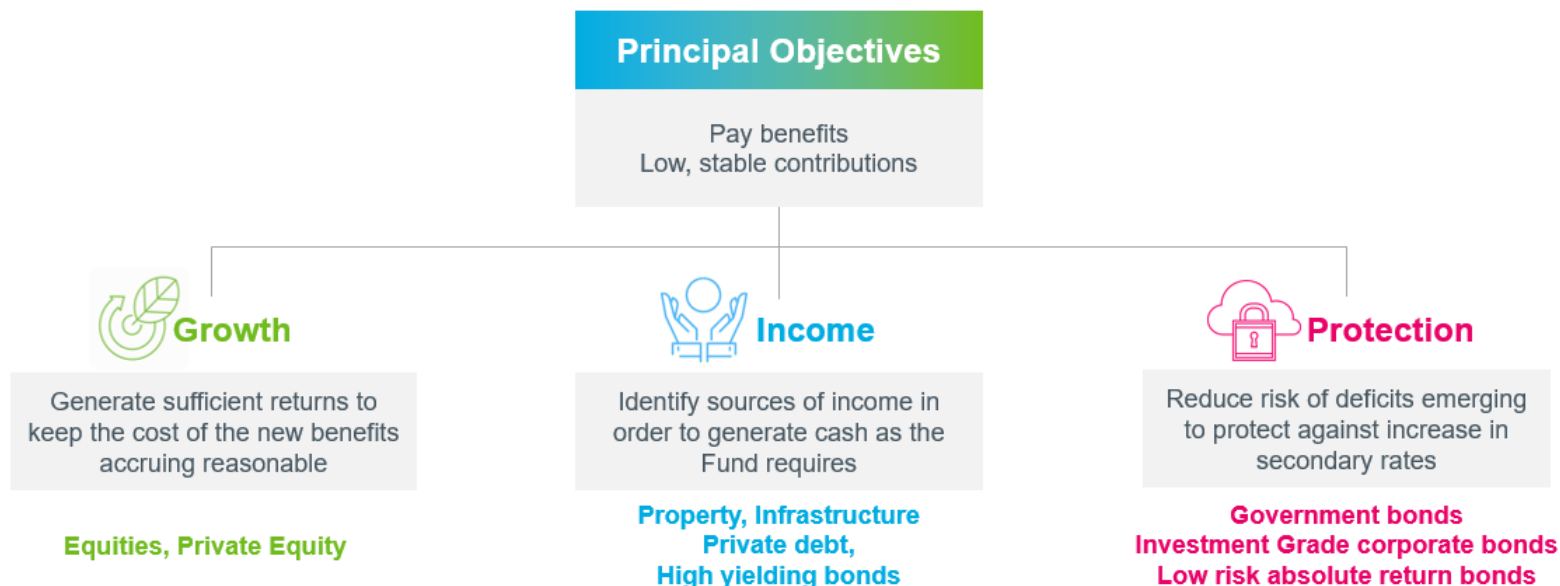 Principal Objectives
Pay benefits
Low, stable contributions
Growth
Generate sufficient returns to
keep the cost of the new benefits
accruing reasonable
Equities, Private Equity
Income
Identify sources of income in
order to generate cash as the
Fund requires
Property, Infrastructure
Private debt,
High yielding bonds
Protection
Reduce risk of deficits emerging
to protect against increase in
secondary rates
Government bonds
Investment Grade corporate bonds
Low risk absolute return bonds